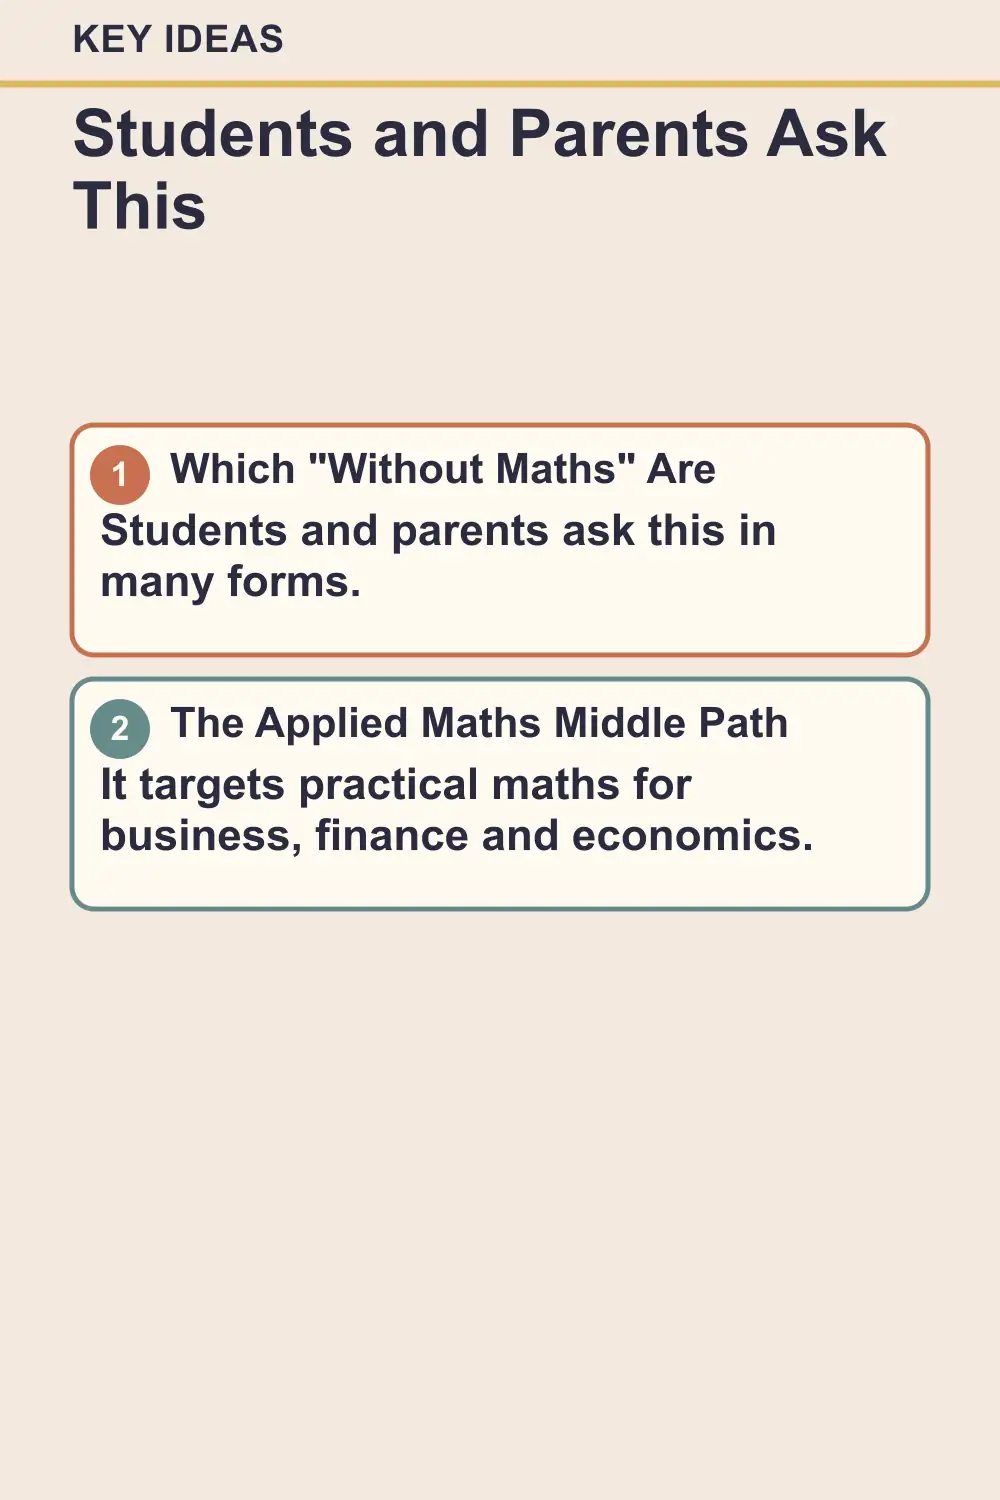 KEY IDEAS
Students and Parents Ask
This
1 Which "Without Maths" Are
Students and parents ask this in
many forms.
2 The Applied Maths Middle Path
It targets practical maths for
business, finance and economics.